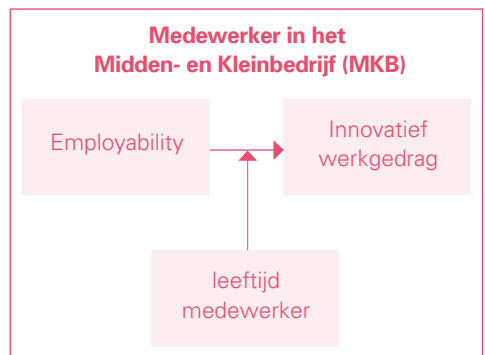 Medewerker in het
Midden- en Kleinbedrijf (MKB)
Employability
Innovatief
werkgedrag
leeftijd
medewerker